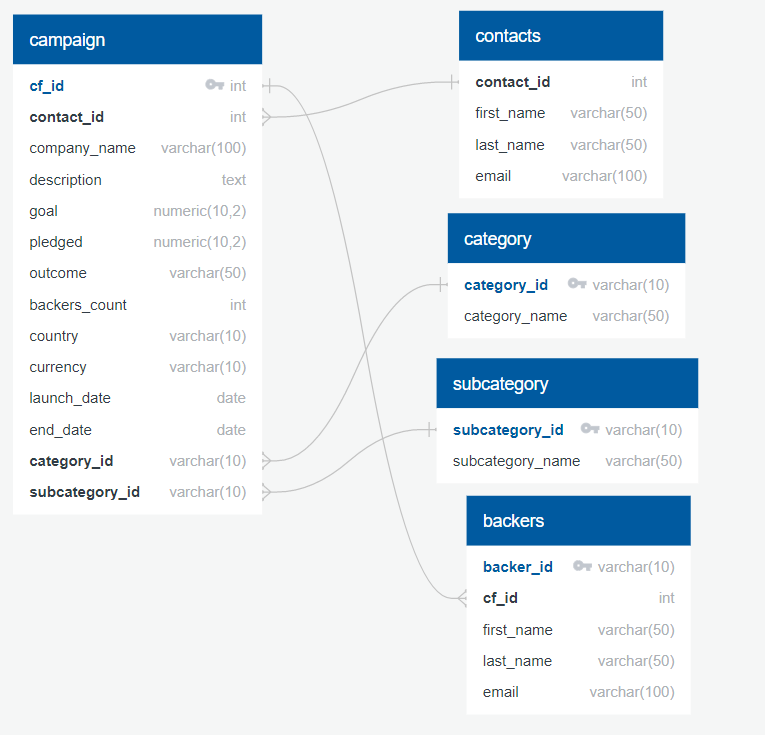 campaign
cf_id int
contact_id int
company_name varchar(100)
description text
goal numeric(10,2)
pledged numeric(10,2)
outcome varchar(50)
backers_count int
country varchar(10)
currency varchar(10)
launch_date date
end_date date
category_id varchar(10)
subcategory_id varchar(10)
contacts
contact_id int
first_name varchar(50)
last_name varchar(50)
email varchar(100)
category
category_id varchar(10)
category_name varchar(50)
subcategory
subcategory_id varchar(10)
subcategory_name varchar(50)
backers
backer_id varchar(10)
cf_id int
first_name varchar(50)
last_name varchar(50)
email varchar(100)